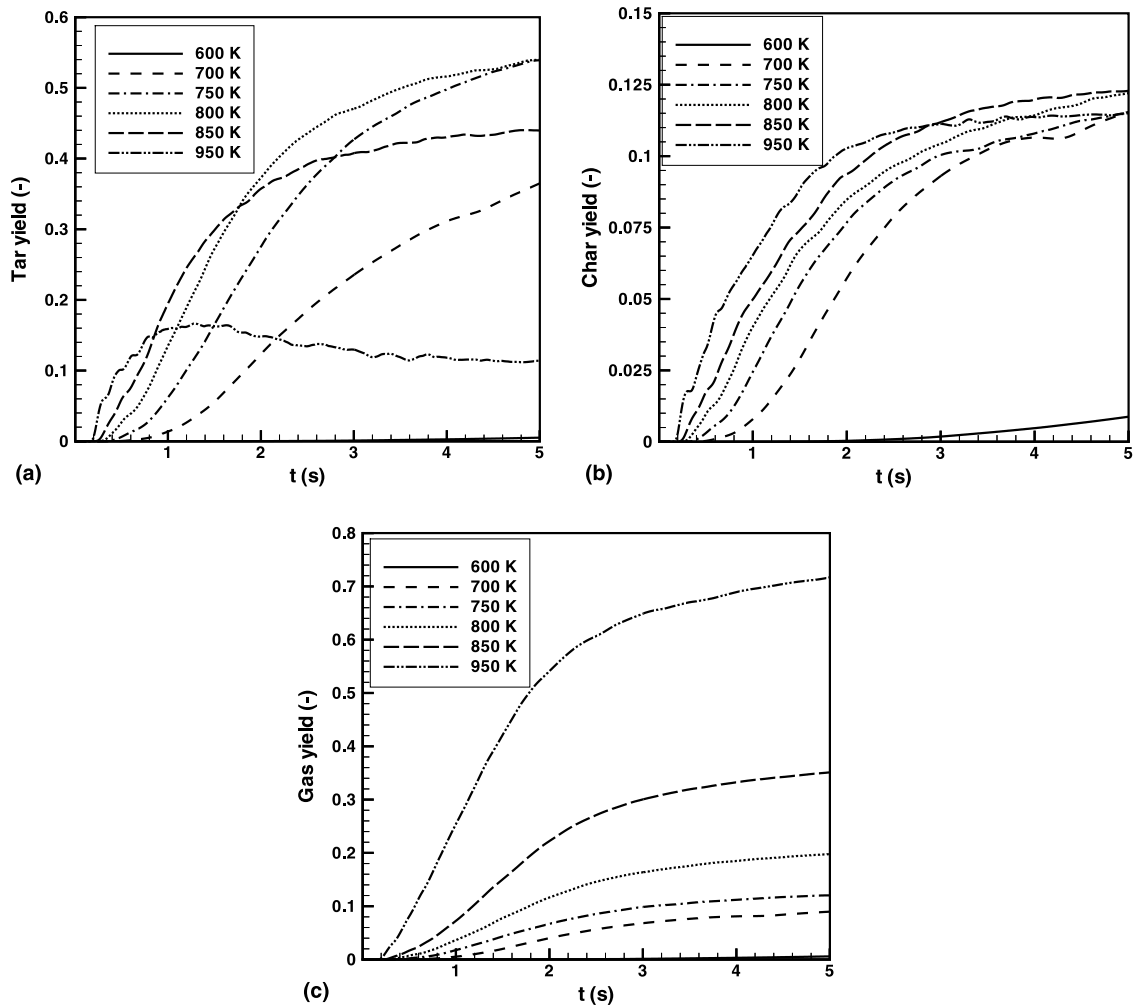 0.6
0.5
0.4
0.3
0.2
0.1
0
Tar yield (-)
600 K
700 K
750 K
800 K
850 K
950 K
1
2
3
4
5
t (s)
(a)
0.15
0.125
0.1
0.075
0.05
0.025
0
Char yield (-)
600 K
700 K
750 K
800 K
850 K
950 K
1
2
3
4
5
t (s)
(b)
0.8
0.7
0.6
0.5
0.4
0.3
0.2
0.1
0
Gas yield (-)
600 K
700 K
750 K
800 K
850 K
950 K
1
2
3
4
5
t (s)
(c)